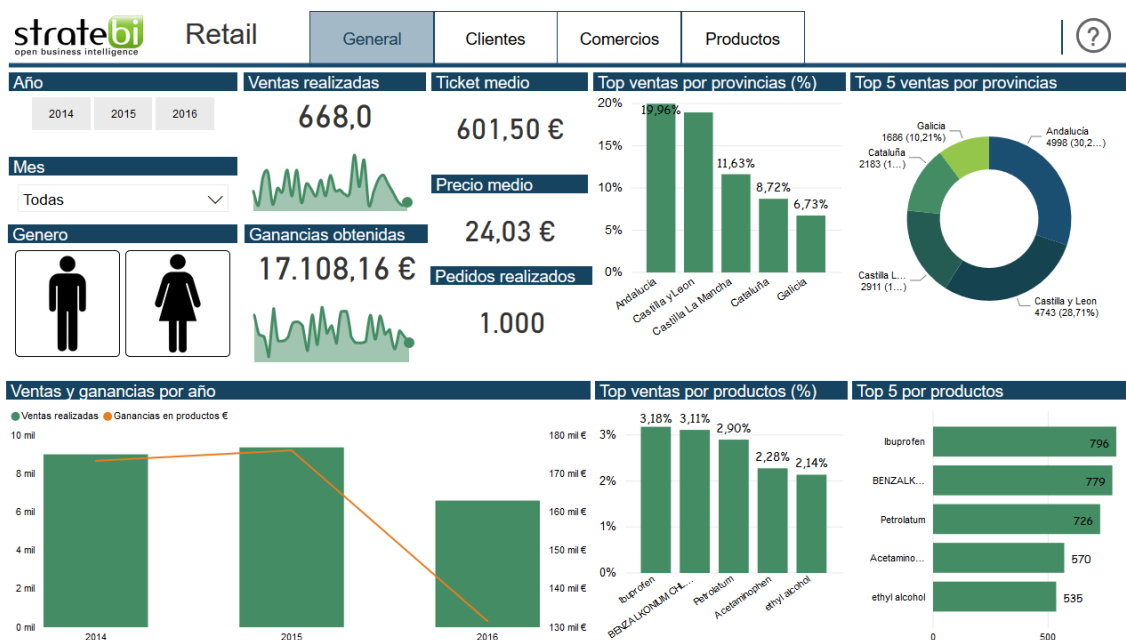 stratebi
open business intelligence
Retail
General
Clientes
Comercios
Productos
?
Año
2014
2015
2016
Mes
Todas
Genero
Ventas realizadas
668,0
Ganancias obtenidas
17.108,16 €
Ticket medio
601,50 €
Precio medio
24,03 €
Pedidos realizados
1.000
Top ventas por provincias (%)
20%
15%
10%
5%
0%
19,96%
11,63%
8,72%
6,73%
Andalucía
Castilla y Leon
Castilla La Mancha
Cataluña
Galicia
Top 5 ventas por provincias
Galicia
1686 (10,21%)
Cataluña
2183 (1...)
Castilla L...
2911 (1...)
Andalucía
4998 (30,2...)
Castilla y Leon
4743 (28,71%)
Ventas y ganancias por año
Ventas realizadas
Ganancias en productos €
10 mil
8 mil
6 mil
4 mil
2 mil
0 mil
180 mil €
170 mil €
160 mil €
150 mil €
140 mil €
130 mil €
2014
2015
2016
Top ventas por productos (%)
3%
2%
1%
0%
3,18%
3,11%
2,90%
2,28%
2,14%
Ibuprofen
BENZALKONIUM CHL...
Petrolatum
Acetaminophen
ethyl alcohol
Top 5 por productos
Ibuprofen
796
BENZALK...
779
Petrolatum
726
Acetamino...
570
ethyl alcohol
535
0
500